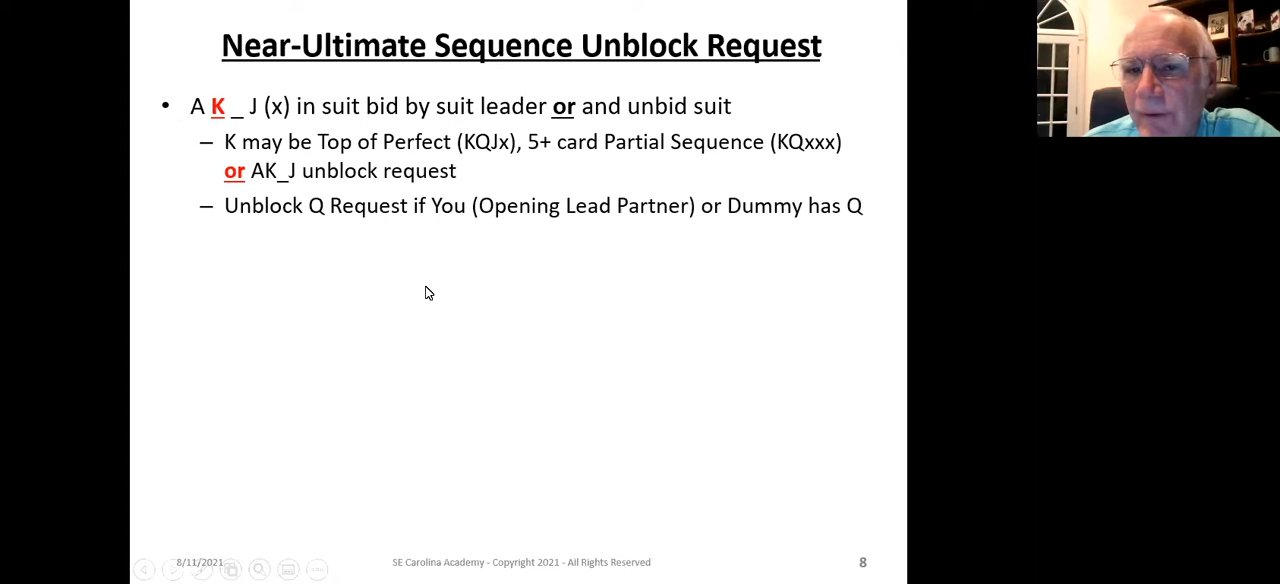 Near-Ultimate Sequence Unblock Request
• A K _ J (x) in suit bid by suit leader or and unbid suit
– K may be Top of Perfect (KQJx), 5+ card Partial Sequence (KQxxx)
or AK_J unblock request
– Unblock Q Request if You (Opening Lead Partner) or Dummy has Q
8/11/2021
SE Carolina Academy - Copyright 2021 - All Rights Reserved
8